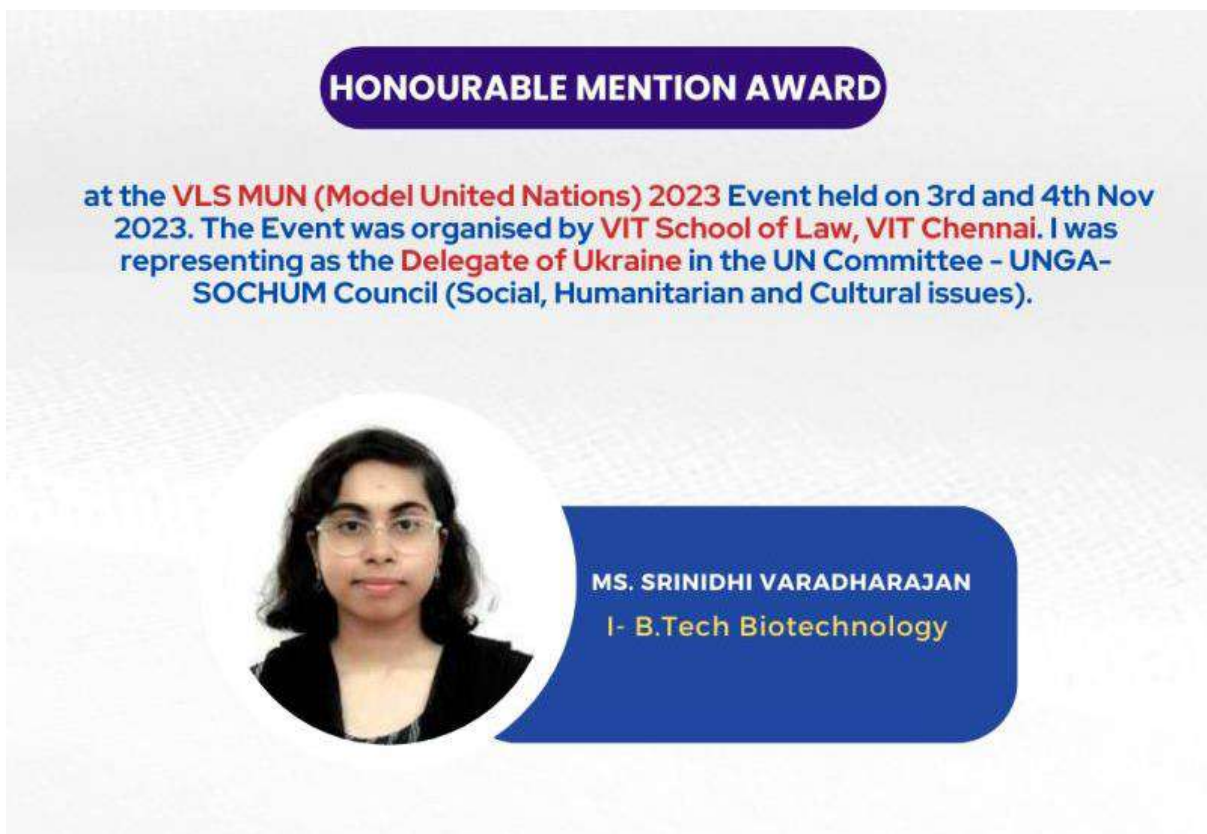 HONOURABLE MENTION AWARD
at the VLS MUN (Model United Nations) 2023 Event held on 3rd and 4th Nov
2023. The Event was organised by VIT School of Law, VIT Chennai. I was
representing as the Delegate of Ukraine in the UN Committee - UNGA-
SOCHUM Council (Social, Humanitarian and Cultural issues).
MS. SRINIDHI VARADHARAJAN
I- B.Tech Biotechnology